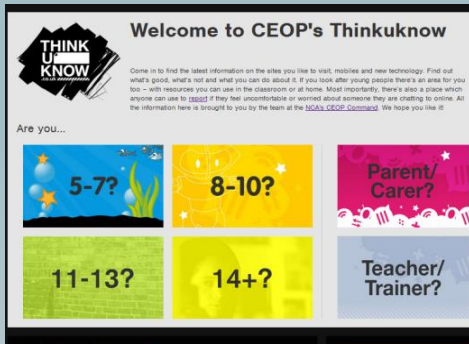 THINK
U
KNOW
.co.uk
Welcome to CEOP's Thinkuknow
Come in to find the latest information on the sites you like to visit, mobiles and new technology. Find out
what's good, what's not and what you can do about it. If you look after young people there's an area for you
too – with resources you can use in the classroom or at home. Most importantly, there's also a place which
anyone can use to report if they feel uncomfortable or worried about someone they are chatting to online. All
the information here is brought to you by the team at the NCA's CEOP Command. We hope you like it!
Are you...
5-7?
8-10?
Parent/
Carer?
11-13?
14+?
Teacher/
Trainer?